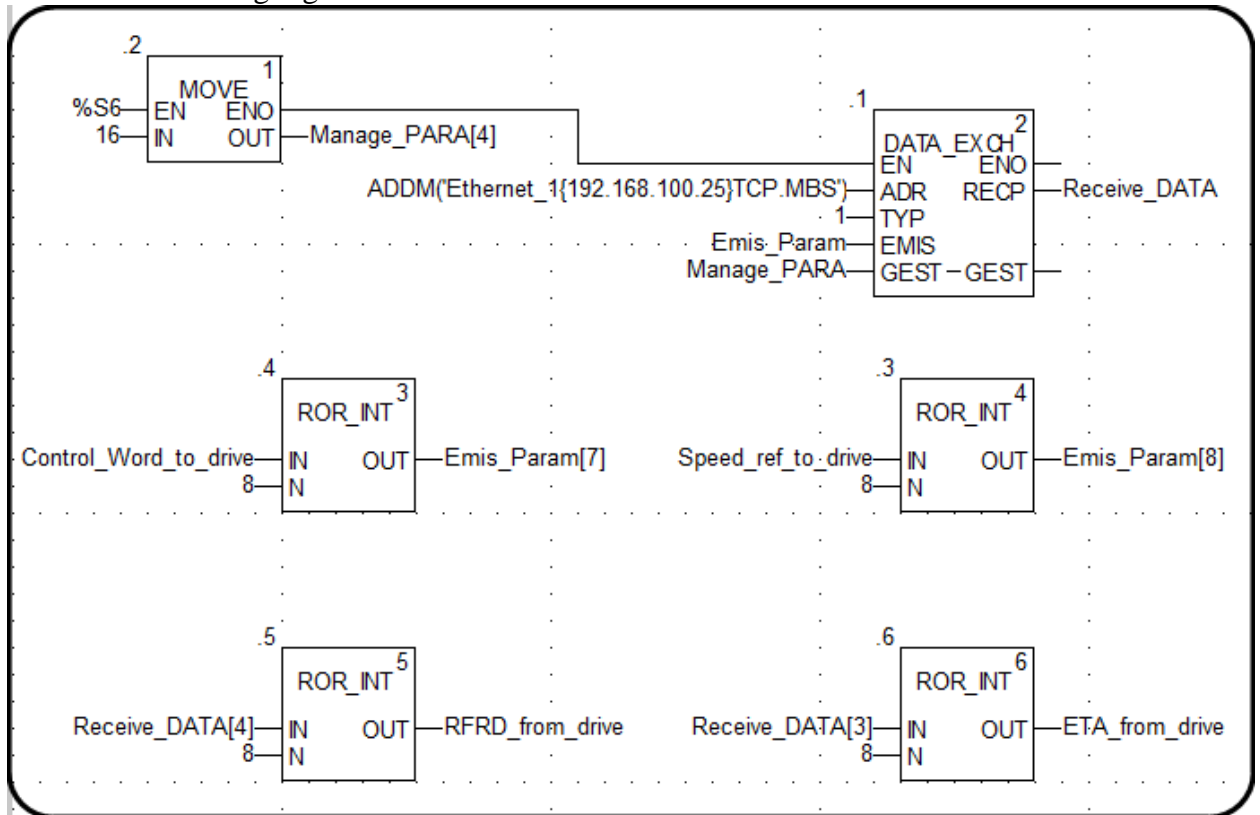 .2
1
MOVE
%S6 EN ENO
16 IN OUT Manage_PARA[4]
.1
2
DATA_EXCH
EN ENO
ADDM('Ethernet_1{192.168.100.25}TCP.MBS') ADR RECP Receive_DATA
1 TYP
Emis_Param EMIS
Manage_PARA GEST GEST
.4
3
ROR_INT
Control_Word_to_drive IN OUT Emis_Param[7]
8 N
.3
4
ROR_INT
Speed_ref_to_drive IN OUT Emis_Param[8]
8 N
.5
5
ROR_INT
Receive_DATA[4] IN OUT RFRD_from_drive
8 N
.6
6
ROR_INT
Receive_DATA[3] IN OUT ETA_from_drive
8 N